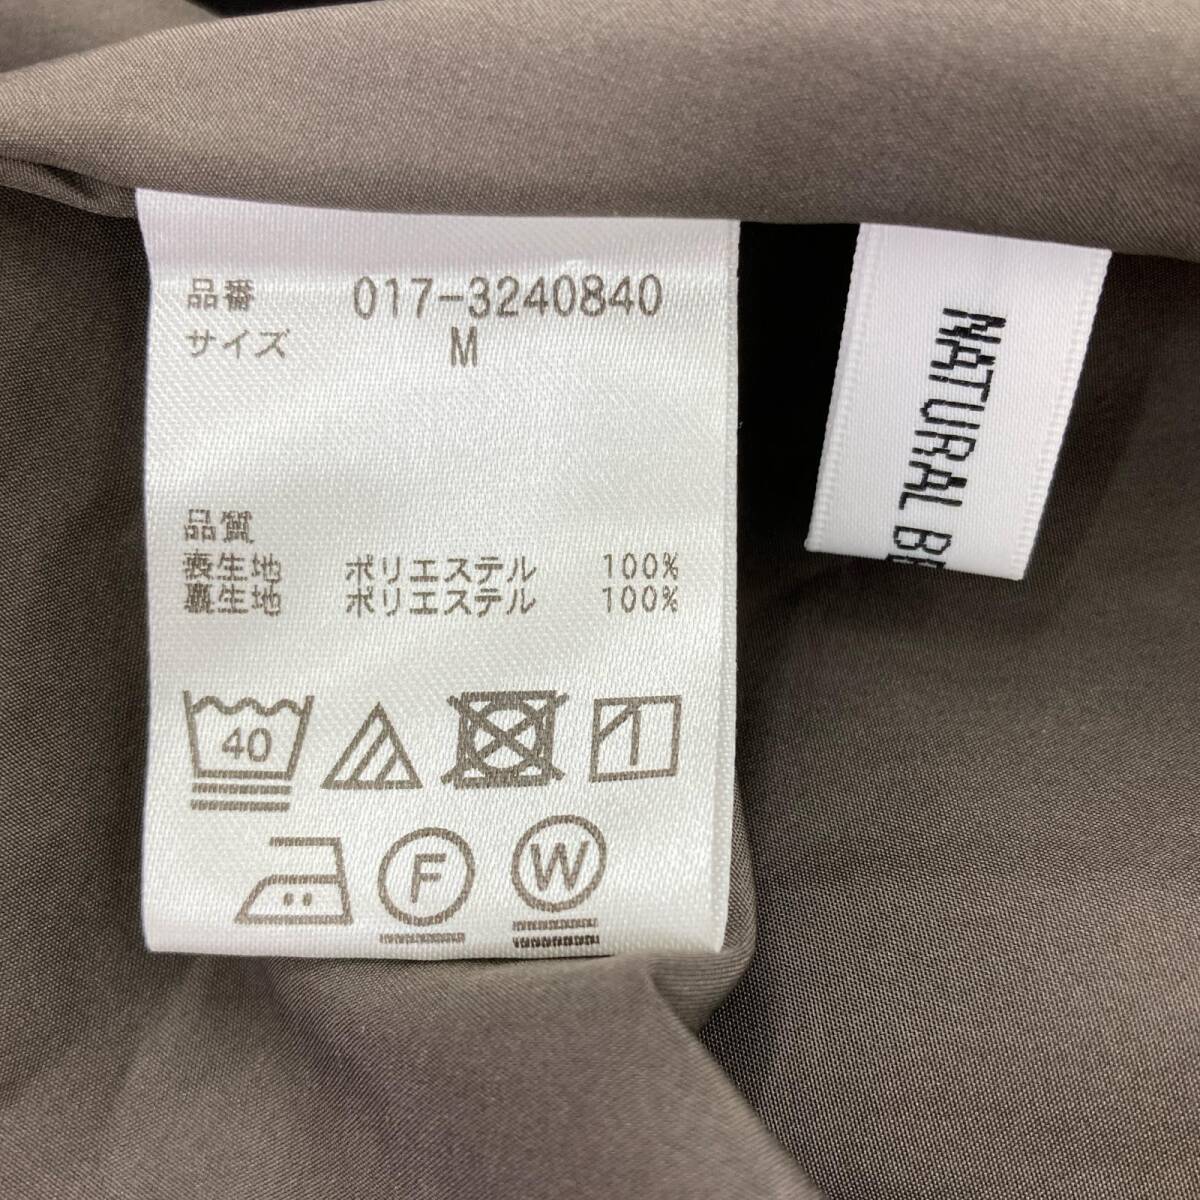 品番 017-3240840
サイズ M
品質
表生地 ポリエステル 100%
裏生地 ポリエステル 100%
40
F
W
NATURAL